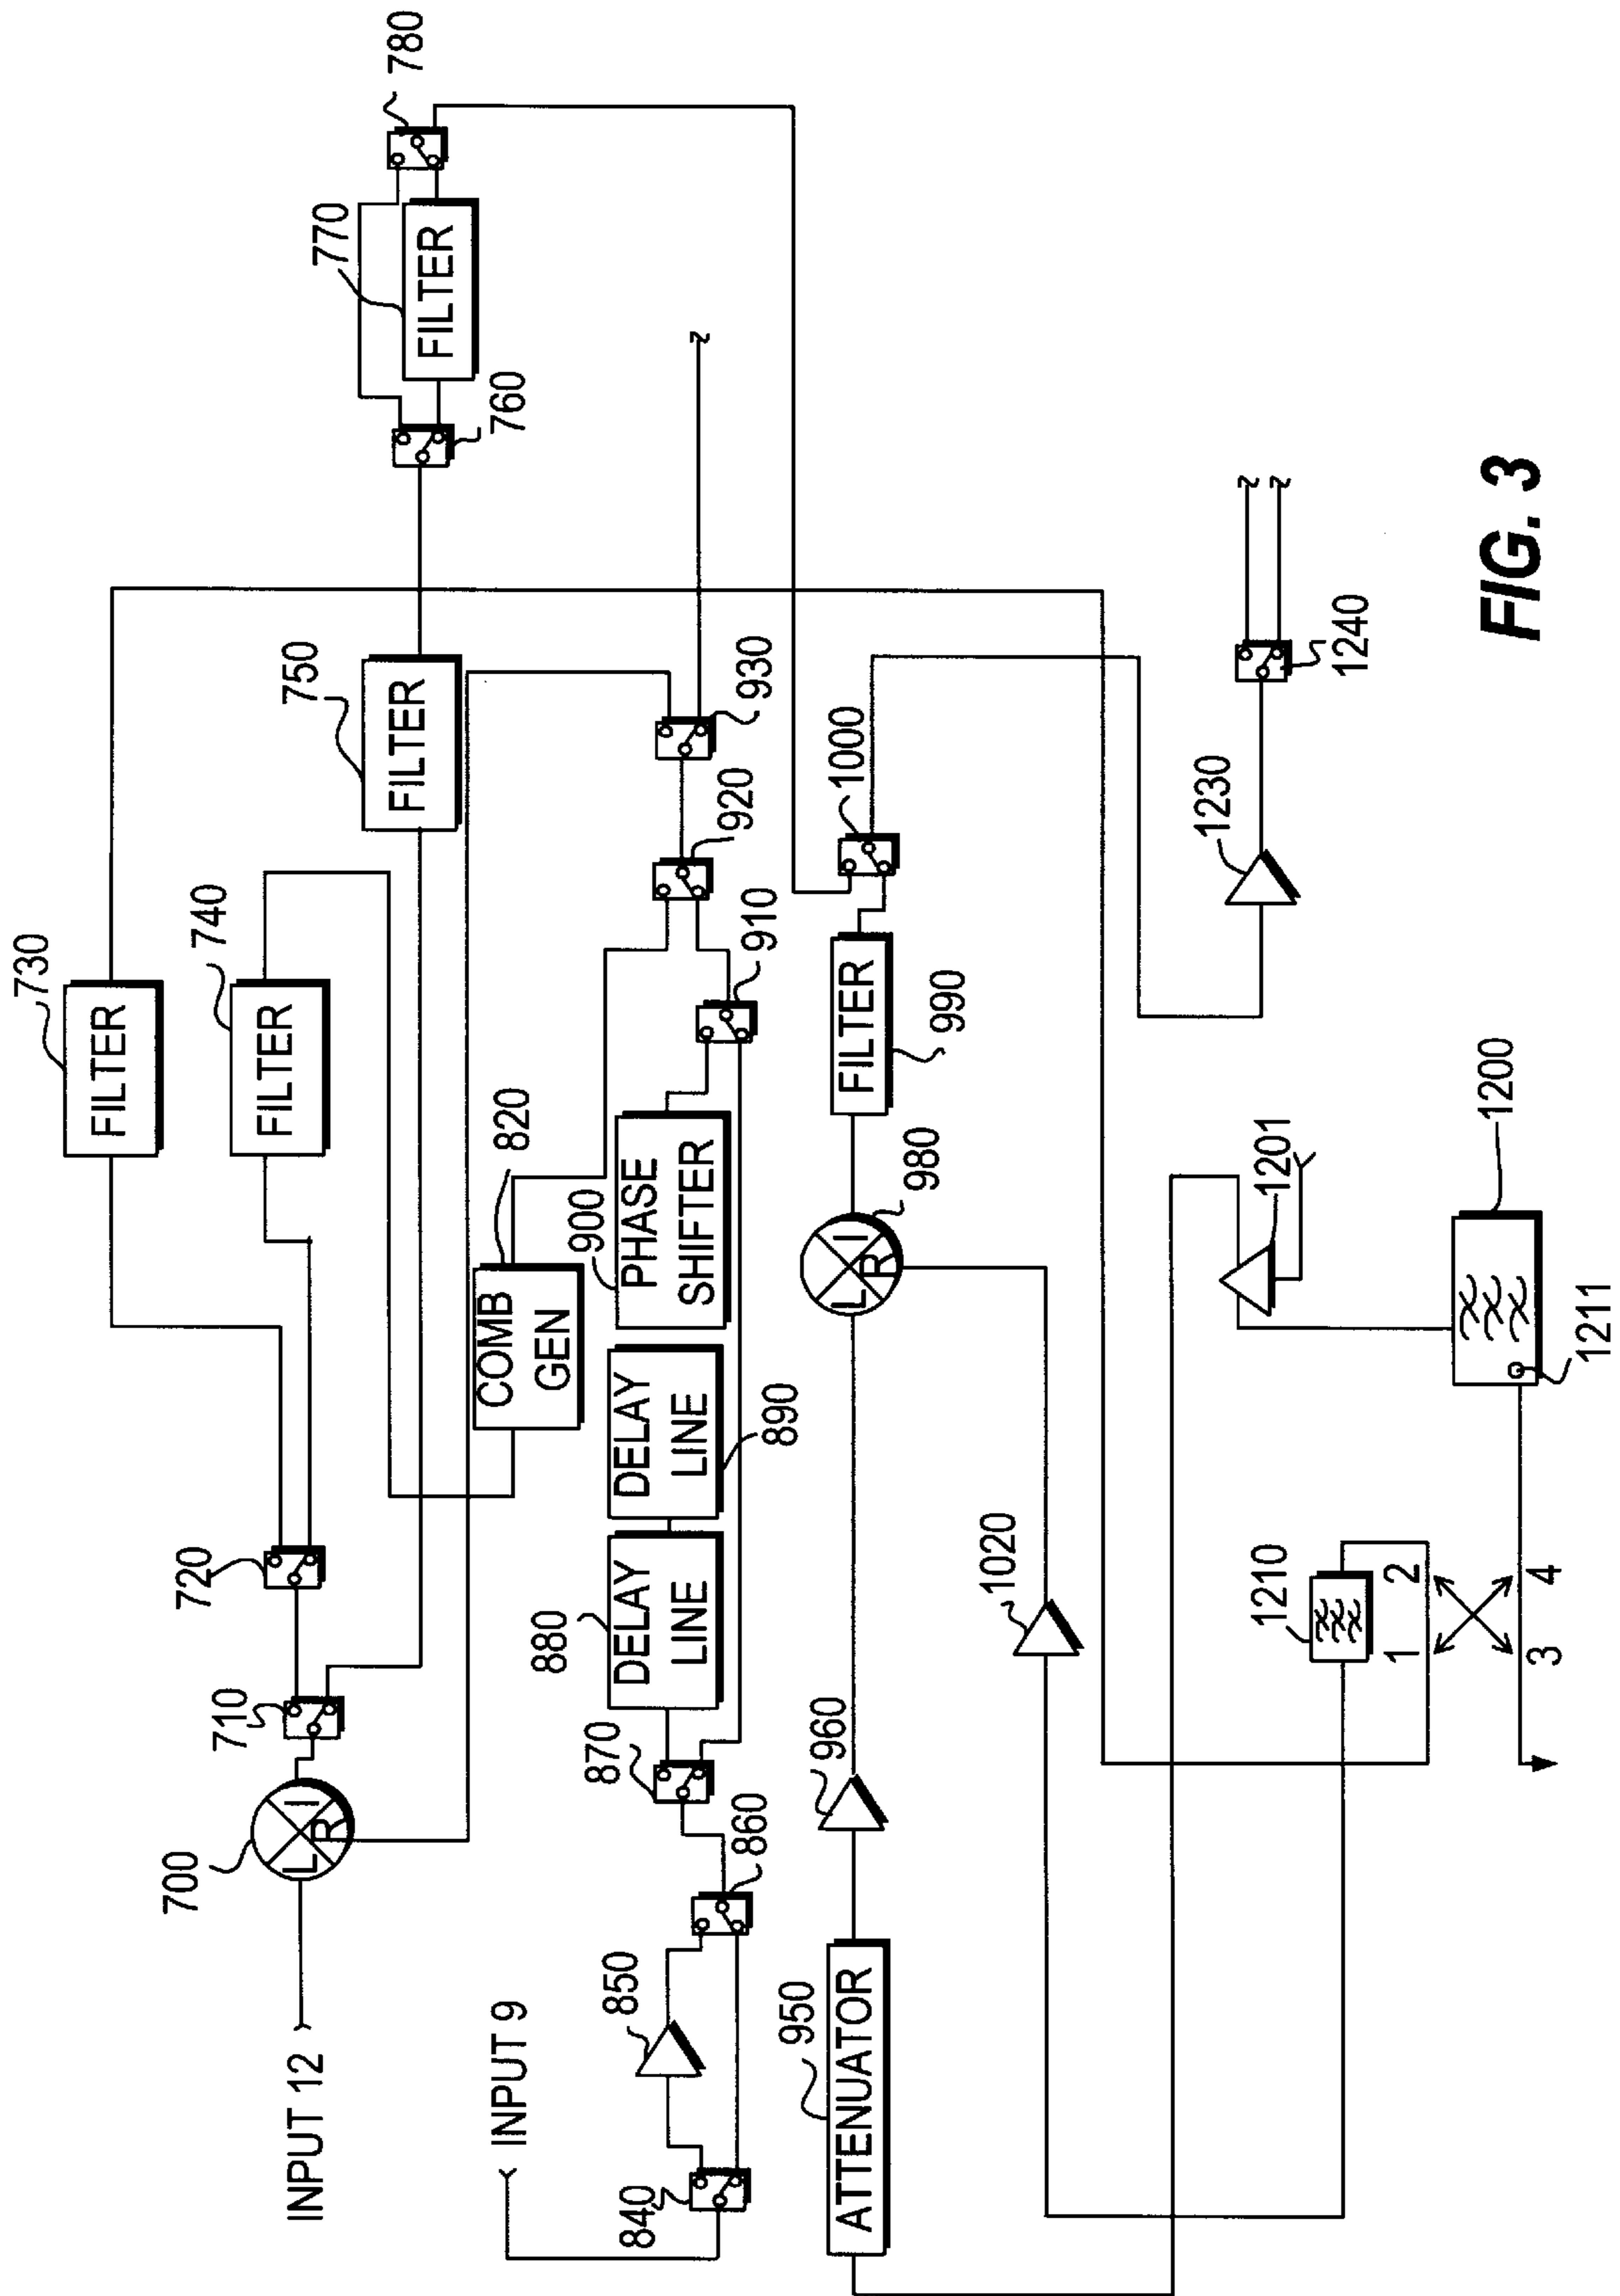 INPUT 12
700
L
R
I
710
720
730
FILTER
740
FILTER
750
FILTER
760
770
FILTER
780
INPUT 9
840
850
860
870
880
DELAY
LINE
890
DELAY
LINE
COMB
GEN
820
900
PHASE
SHIFTER
910
920
930
950
ATTENUATOR
960
980
L
R
I
990
FILTER
1000
1020
1210
1
2
3
4
1201
1200
1211
1230
1240
FIG. 3